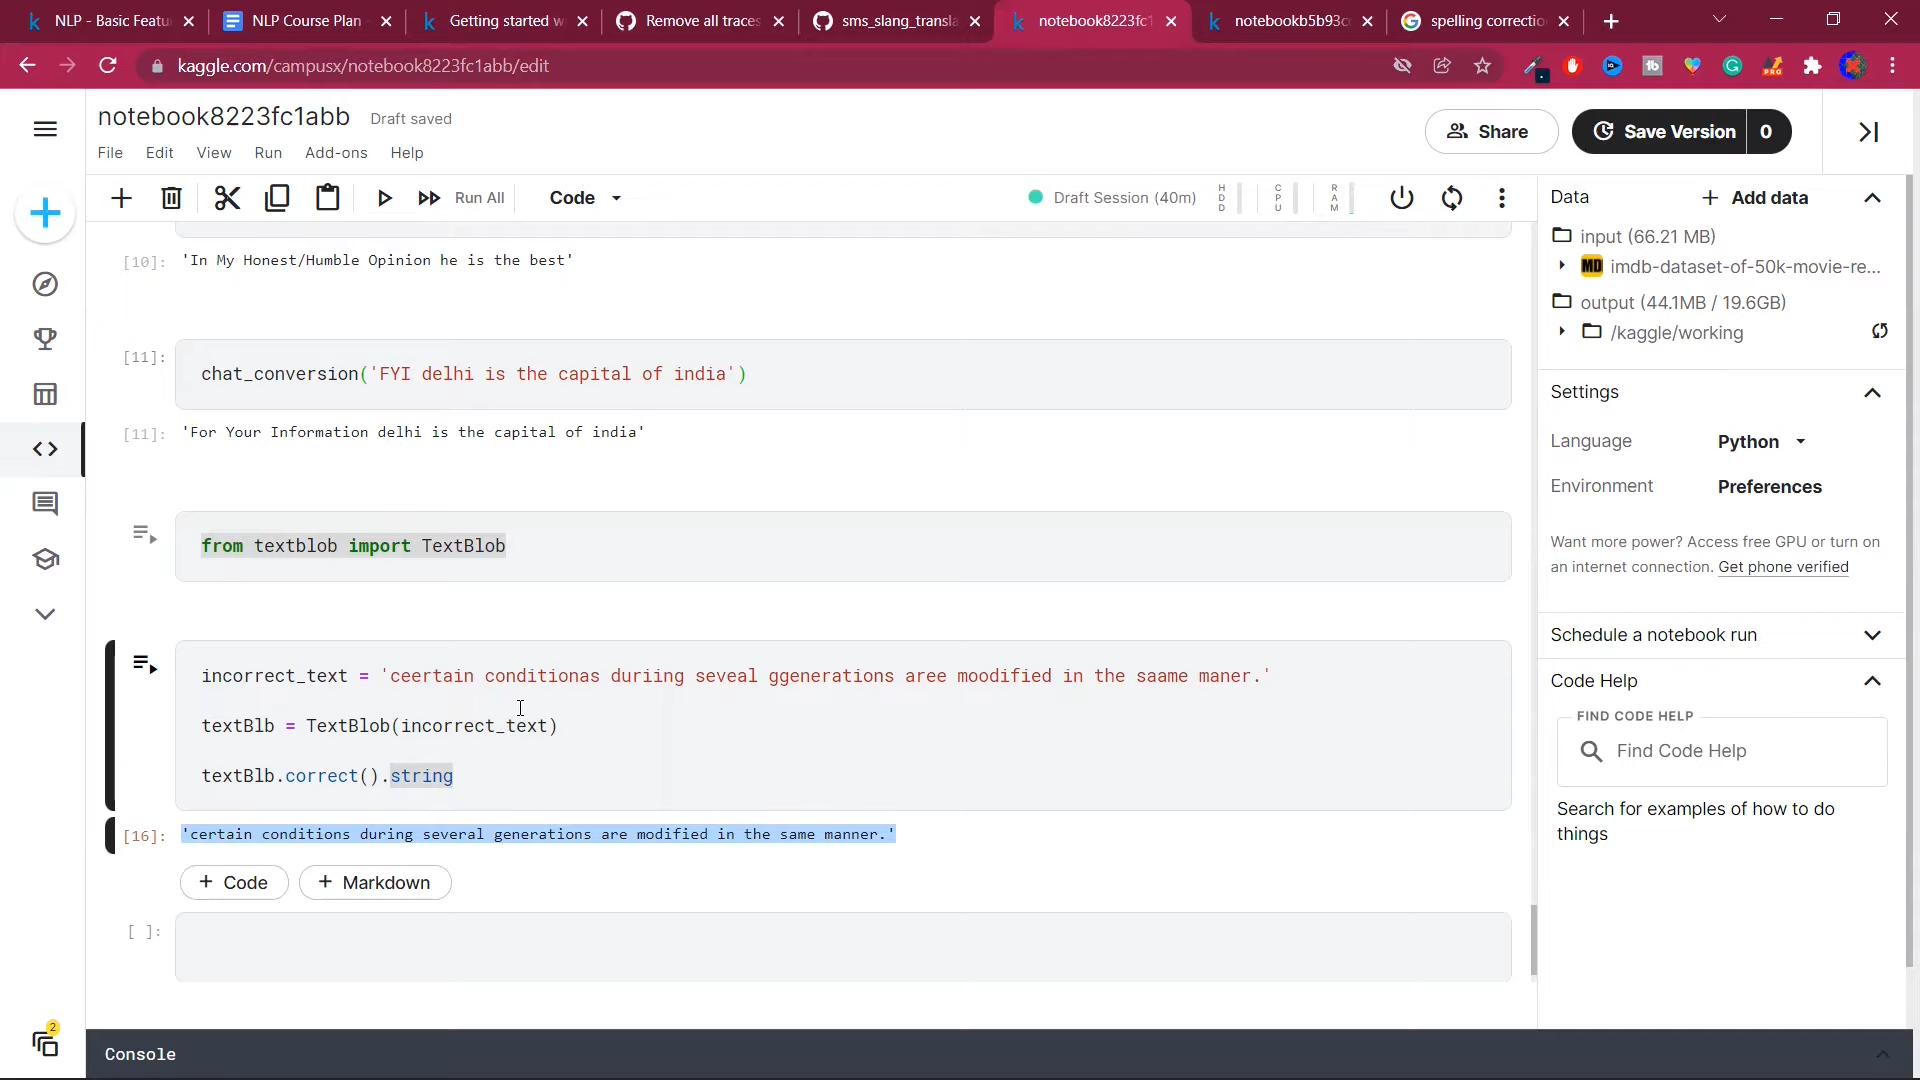 NLP - Basic Featu
NLP Course Plan -
Getting started w
Remove all traces
sms_slang_transla
notebook8223fc1
notebookb5b93c
spelling correctio
kaggle.com/campusx/notebook8223fc1abb/edit
notebook8223fc1abb Draft saved
Share
Save Version 0
File Edit View Run Add-ons Help
Run All
Code
Draft Session (40m)
HDD
CPU
RAM
[10]: 'In My Honest/Humble Opinion he is the best'
[11]: chat_conversion('FYI delhi is the capital of india')
[11]: 'For Your Information delhi is the capital of india'
from textblob import TextBlob
incorrect_text = 'ceertain conditionas duriing seveal ggenerations aree moodified in the saame maner.'
textBlb = TextBlob(incorrect_text)
textBlb.correct().string
[16]: 'certain conditions during several generations are modified in the same manner.'
+ Code + Markdown
[ ]:
Console
2
Data
+ Add data
input (66.21 MB)
MD imdb-dataset-of-50k-movie-re...
output (44.1MB / 19.6GB)
/kaggle/working
Settings
Language Python
Environment Preferences
Want more power? Access free GPU or turn on
an internet connection. Get phone verified
Schedule a notebook run
Code Help
FIND CODE HELP
Find Code Help
Search for examples of how to do
things